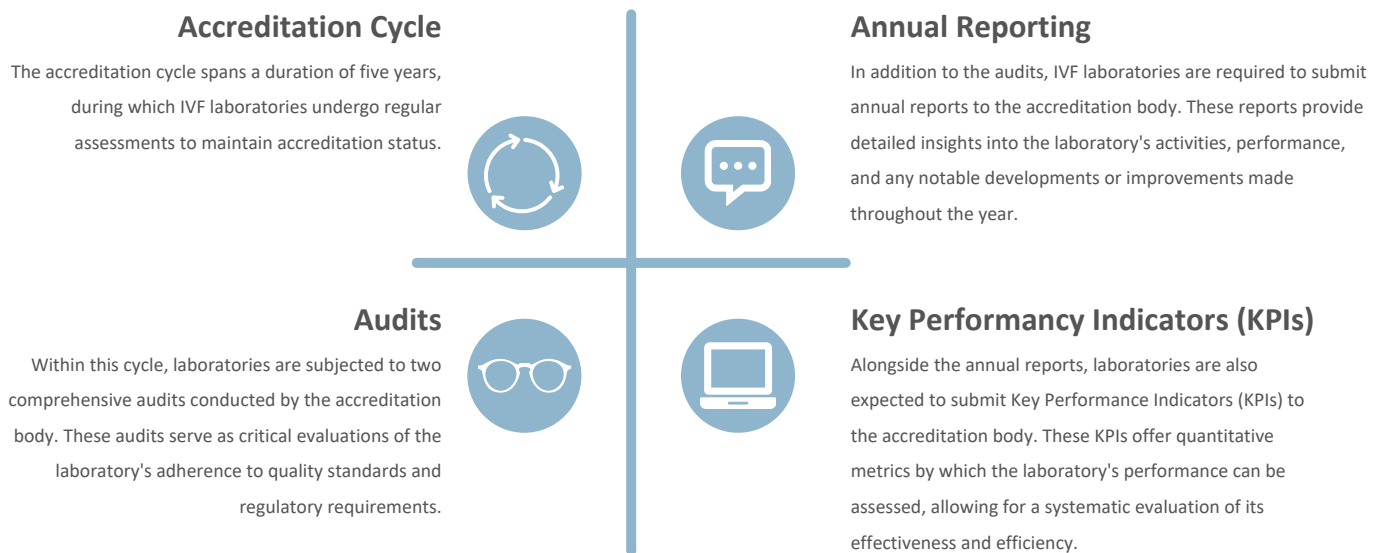 Accreditation Cycle
The accreditation cycle spans a duration of five years,
during which IVF laboratories undergo regular
assessments to maintain accreditation status.
Annual Reporting
In addition to the audits, IVF laboratories are required to submit
annual reports to the accreditation body. These reports provide
detailed insights into the laboratory's activities, performance,
and any notable developments or improvements made
throughout the year.
Audits
Within this cycle, laboratories are subjected to two
comprehensive audits conducted by the accreditation
body. These audits serve as critical evaluations of the
laboratory's adherence to quality standards and
regulatory requirements.
Key Performancy Indicators (KPIs)
Alongside the annual reports, laboratories are also
expected to submit Key Performance Indicators (KPIs) to
the accreditation body. These KPIs offer quantitative
metrics by which the laboratory's performance can be
assessed, allowing for a systematic evaluation of its
effectiveness and efficiency.